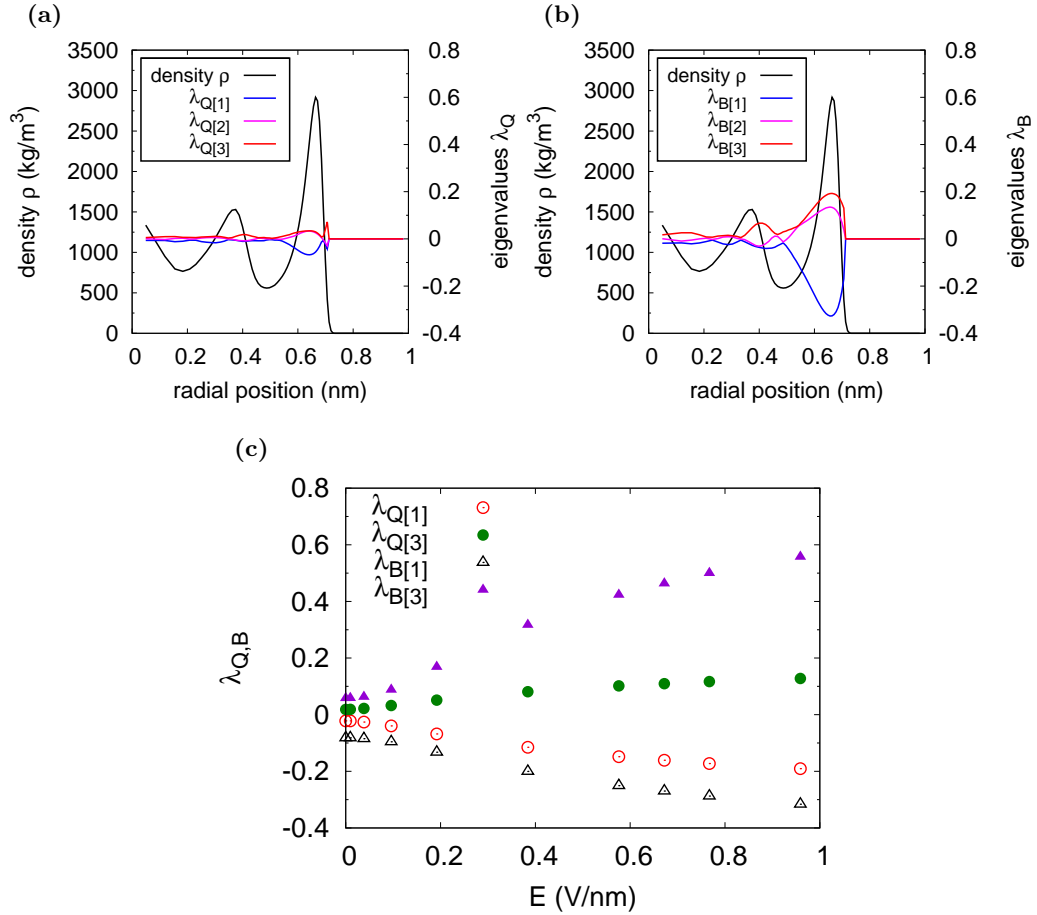 (a)
3500
3000
2500
2000
1500
1000
500
0
density ρ (kg/m³)
density ρ
λQ[1]
λQ[2]
λQ[3]
0.8
0.6
0.4
0.2
0
-0.2
-0.4
eigenvalues λQ
0 0.2 0.4 0.6 0.8 1
radial position (nm)
(b)
3500
3000
2500
2000
1500
1000
500
0
density ρ (kg/m³)
density ρ
λB[1]
λB[2]
λB[3]
0.8
0.6
0.4
0.2
0
-0.2
-0.4
eigenvalues λB
0 0.2 0.4 0.6 0.8 1
radial position (nm)
(c)
0.8
0.6
0.4
0.2
0
-0.2
-0.4
λQ,B
λQ[1]
λQ[3]
λB[1]
λB[3]
0 0.2 0.4 0.6 0.8 1
E (V/nm)